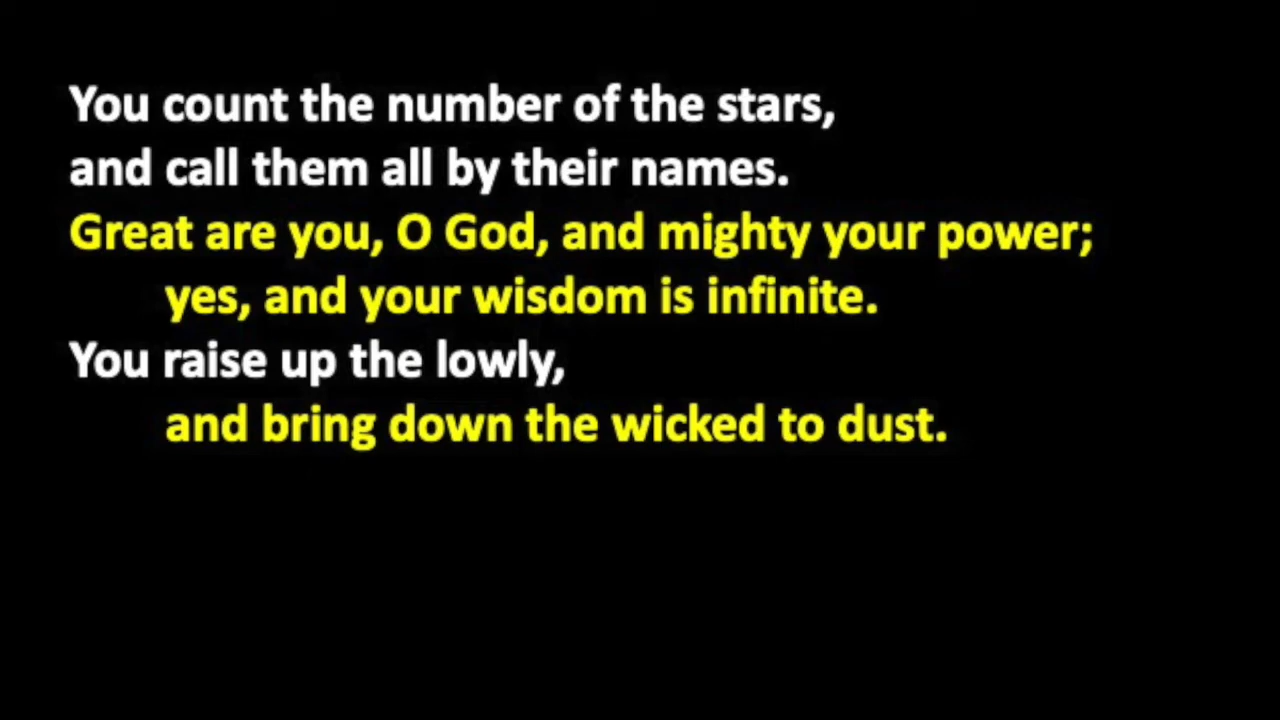 You count the number of the stars,
and call them all by their names.
Great are you, O God, and mighty your power;
yes, and your wisdom is infinite.
You raise up the lowly,
and bring down the wicked to dust.